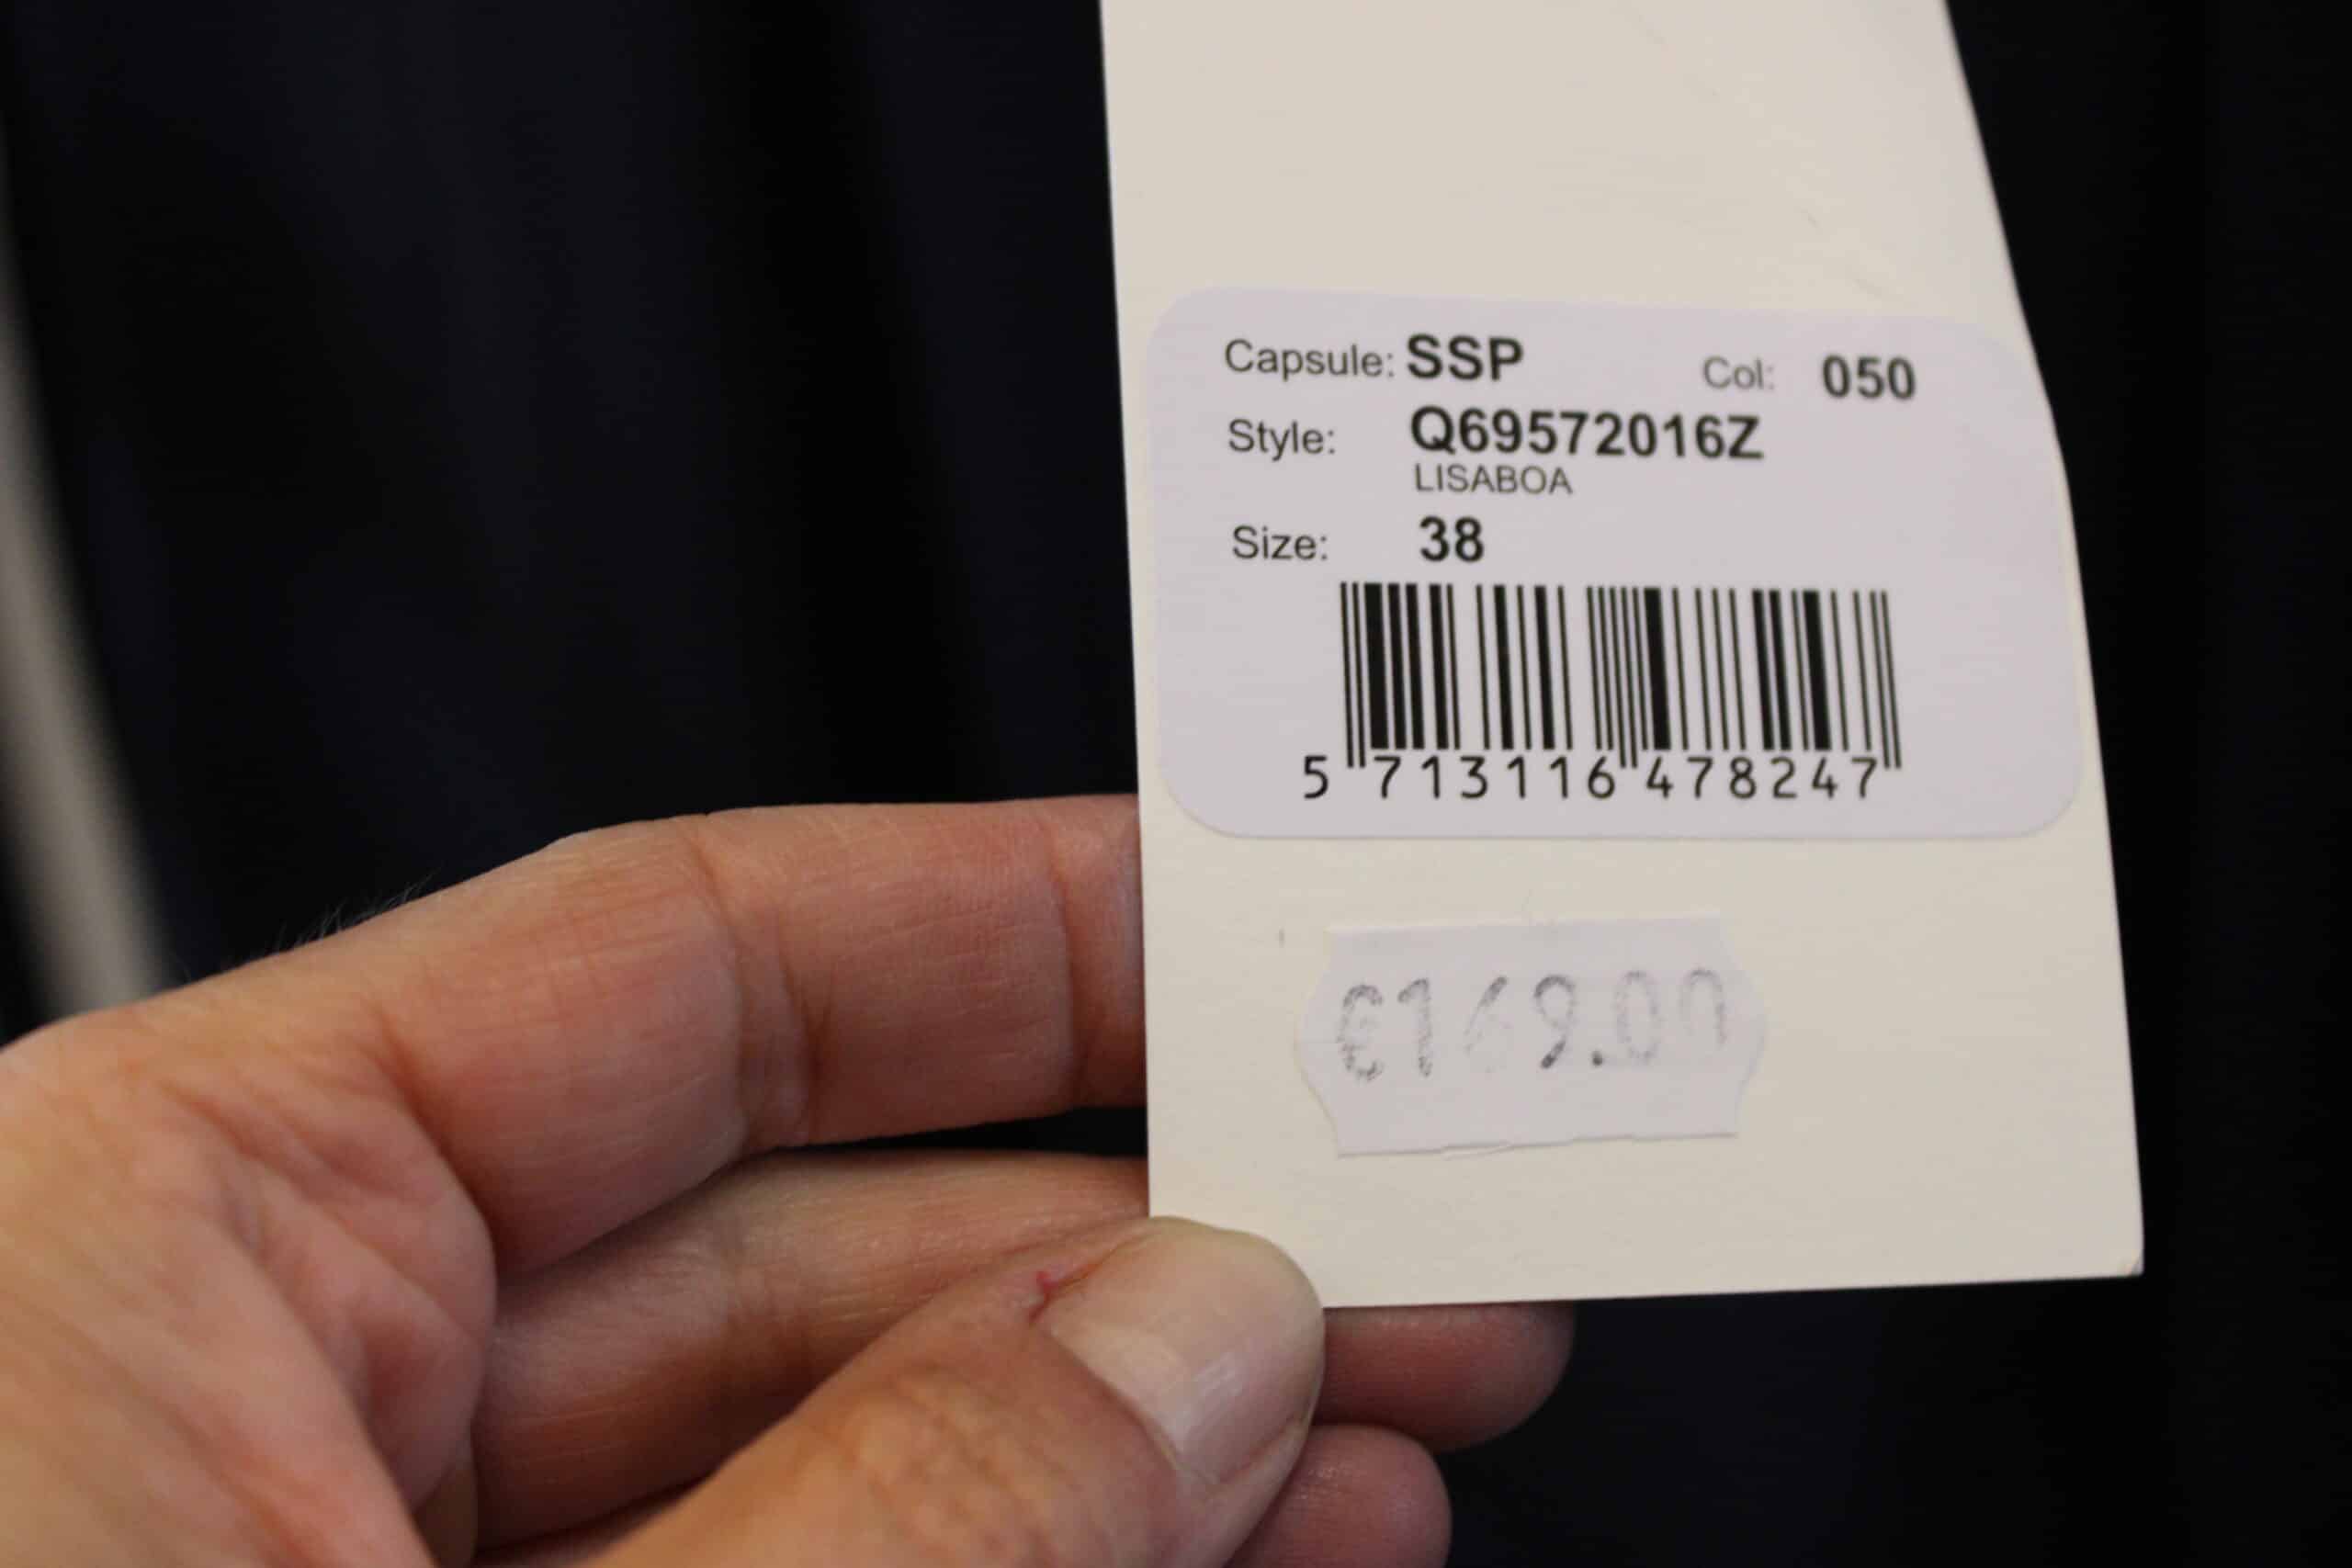 Capsule: SSP Col: 050
Style: Q69572016Z
LISABOA
Size: 38
5 713116 478247
€169.00